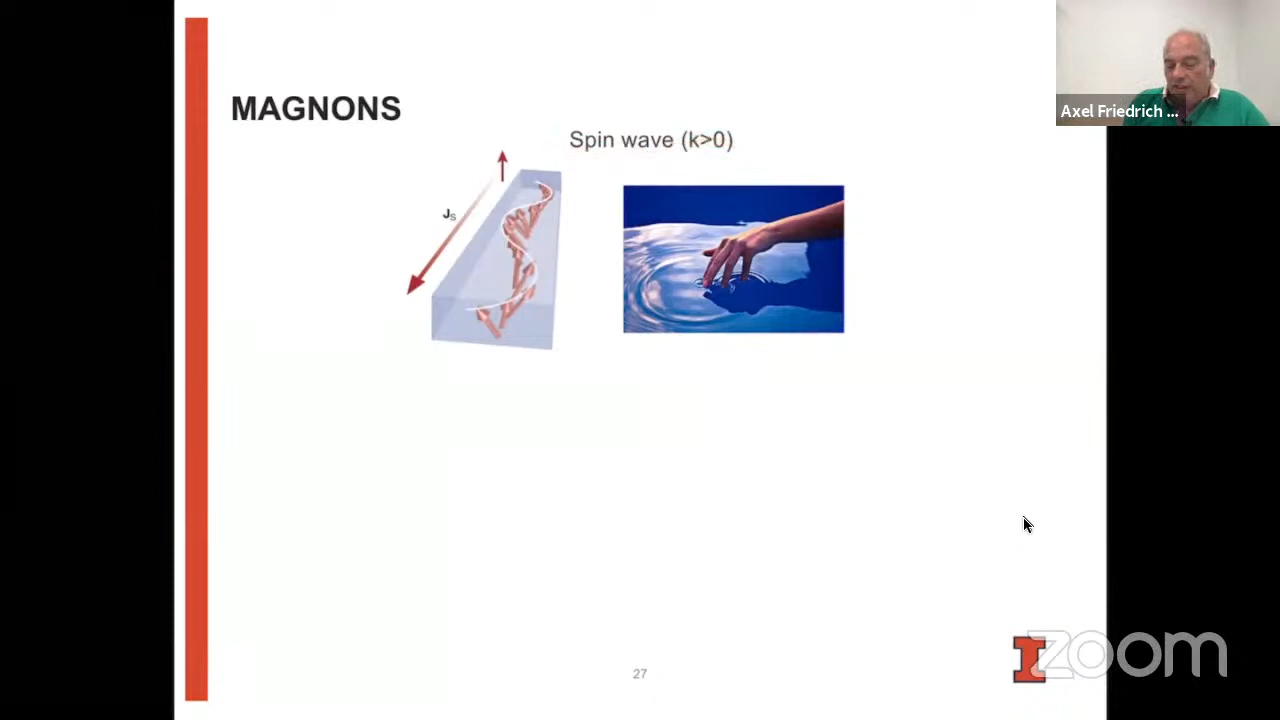 Axel Friedrich ...
MAGNONS
Spin wave (k>0)
Js
27
I
zoom